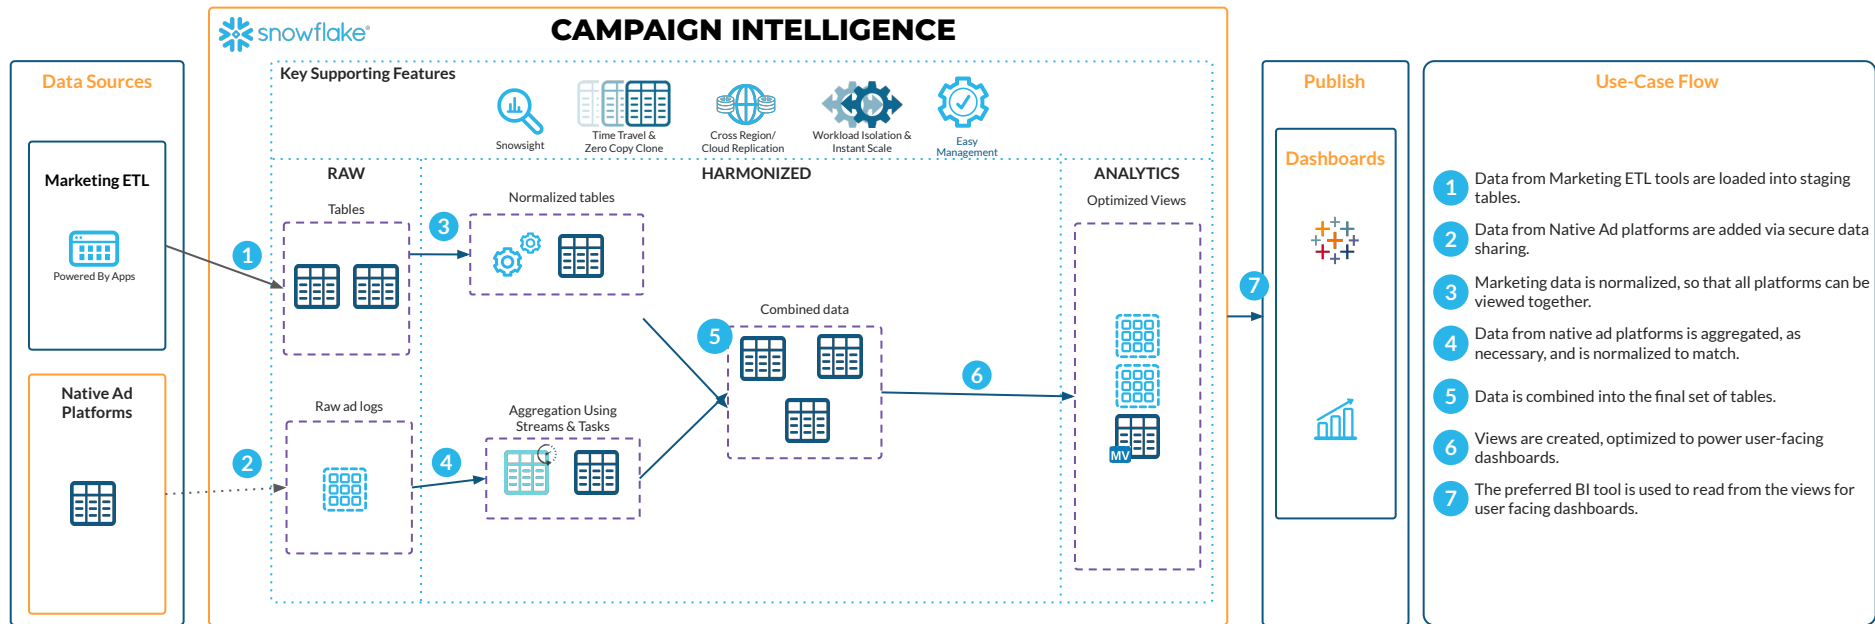 snowflake®
CAMPAIGN INTELLIGENCE
Data Sources
Marketing ETL
Powered By Apps
Native Ad
Platforms
Key Supporting Features
Snowsight
Time Travel &
Zero Copy Clone
Cross Region/
Cloud Replication
Workload Isolation &
Instant Scale
Easy
Management
RAW
Tables
Raw ad logs
HARMONIZED
Normalized tables
Aggregation Using
Streams & Tasks
Combined data
ANALYTICS
Optimized Views
MV
1
2
3
4
5
6
7
Publish
Dashboards
Use-Case Flow
1
Data from Marketing ETL tools are loaded into staging
tables.
2
Data from Native Ad platforms are added via secure data
sharing.
3
Marketing data is normalized, so that all platforms can be
viewed together.
4
Data from native ad platforms is aggregated, as
necessary, and is normalized to match.
5
Data is combined into the final set of tables.
6
Views are created, optimized to power user-facing
dashboards.
7
The preferred BI tool is used to read from the views for
user facing dashboards.